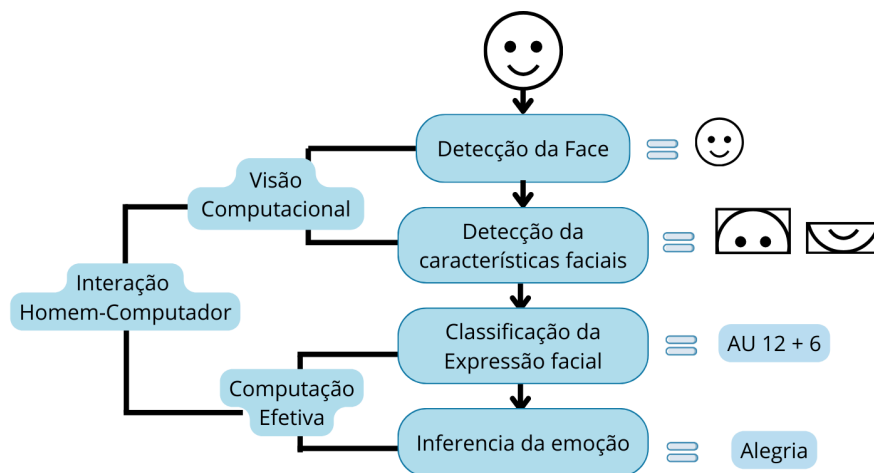 Detecção da Face
Visão
Computacional
Detecção da
características faciais
Interação
Homem-Computador
Classificação da
Expressão facial
AU 12 + 6
Computação
Efetiva
Inferencia da emoção
Alegria